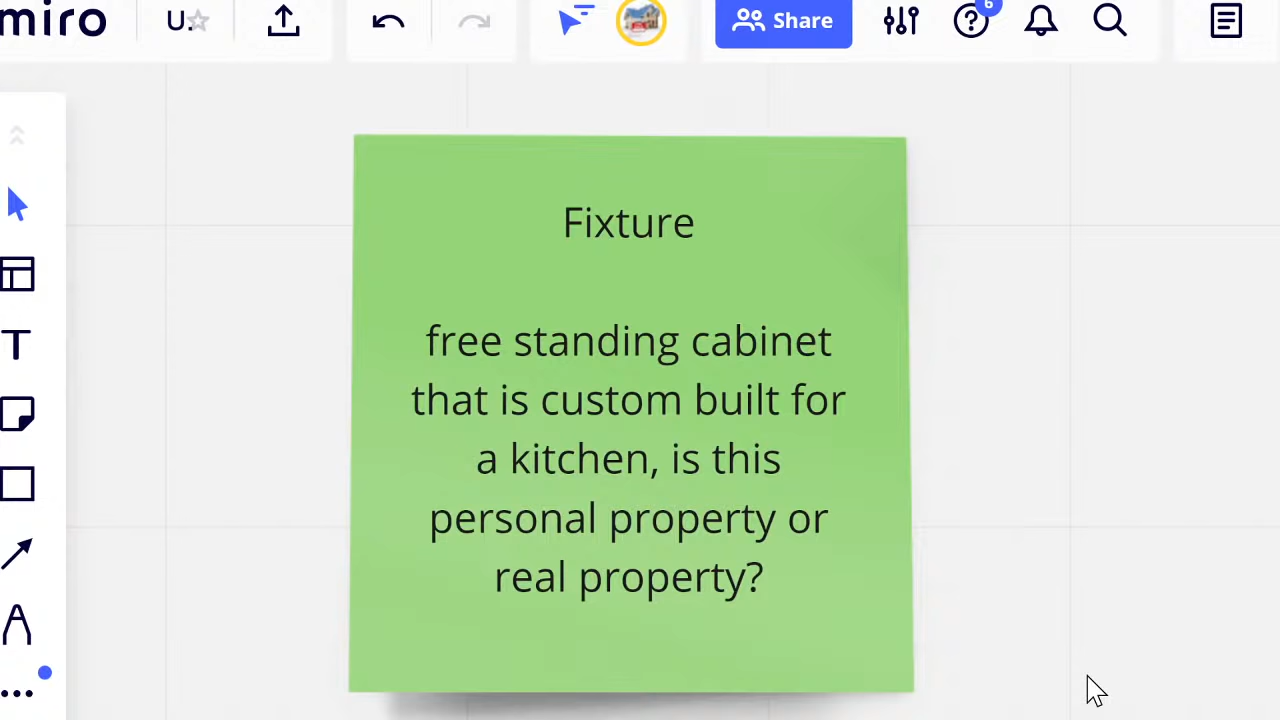 miro
U.
Share
6
Fixture
free standing cabinet
that is custom built for
a kitchen, is this
personal property or
real property?